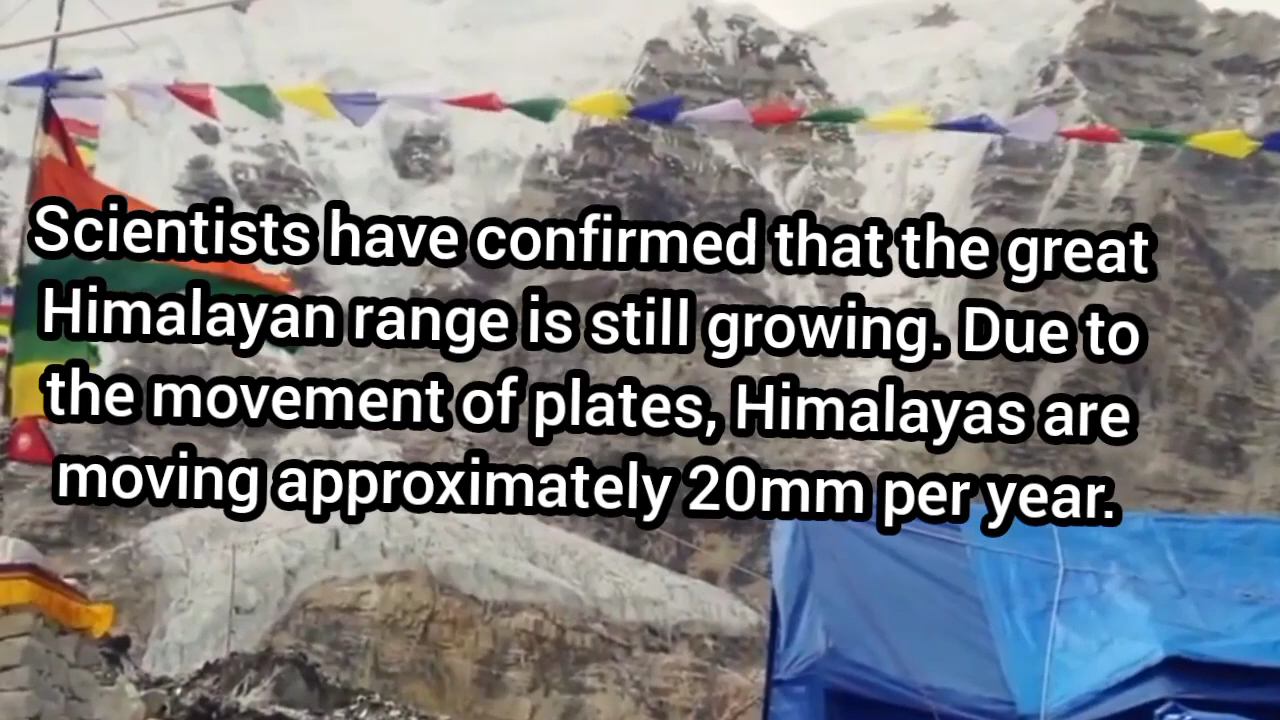 Scientists have confirmed that the great
Himalayan range is still growing. Due to
the movement of plates, Himalayas are
moving approximately 20mm per year.